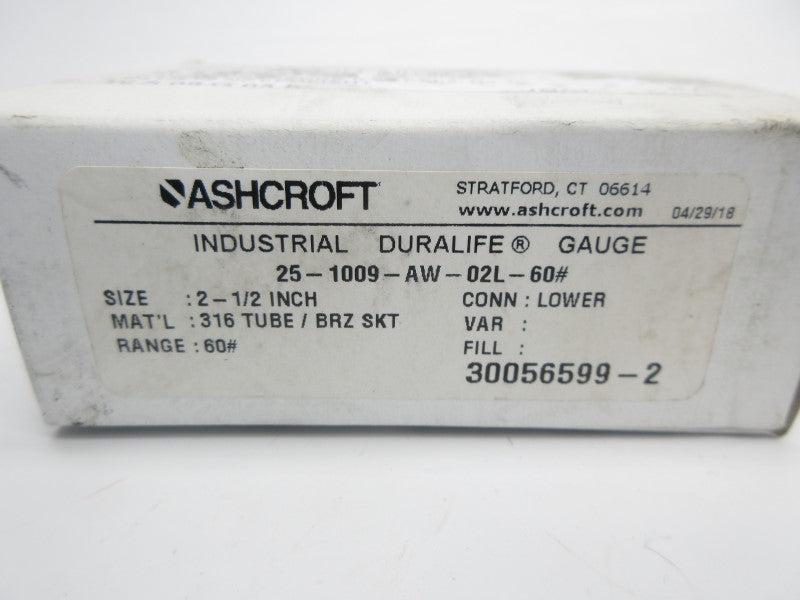 ASHCROFT
STRATFORD, CT 06614
www.ashcroft.com 04/29/18
INDUSTRIAL DURALIFE® GAUGE
25-1009-AW-02L-60#
SIZE : 2-1/2 INCH CONN : LOWER
MAT'L : 316 TUBE / BRZ SKT VAR :
RANGE : 60# FILL :
30056599-2